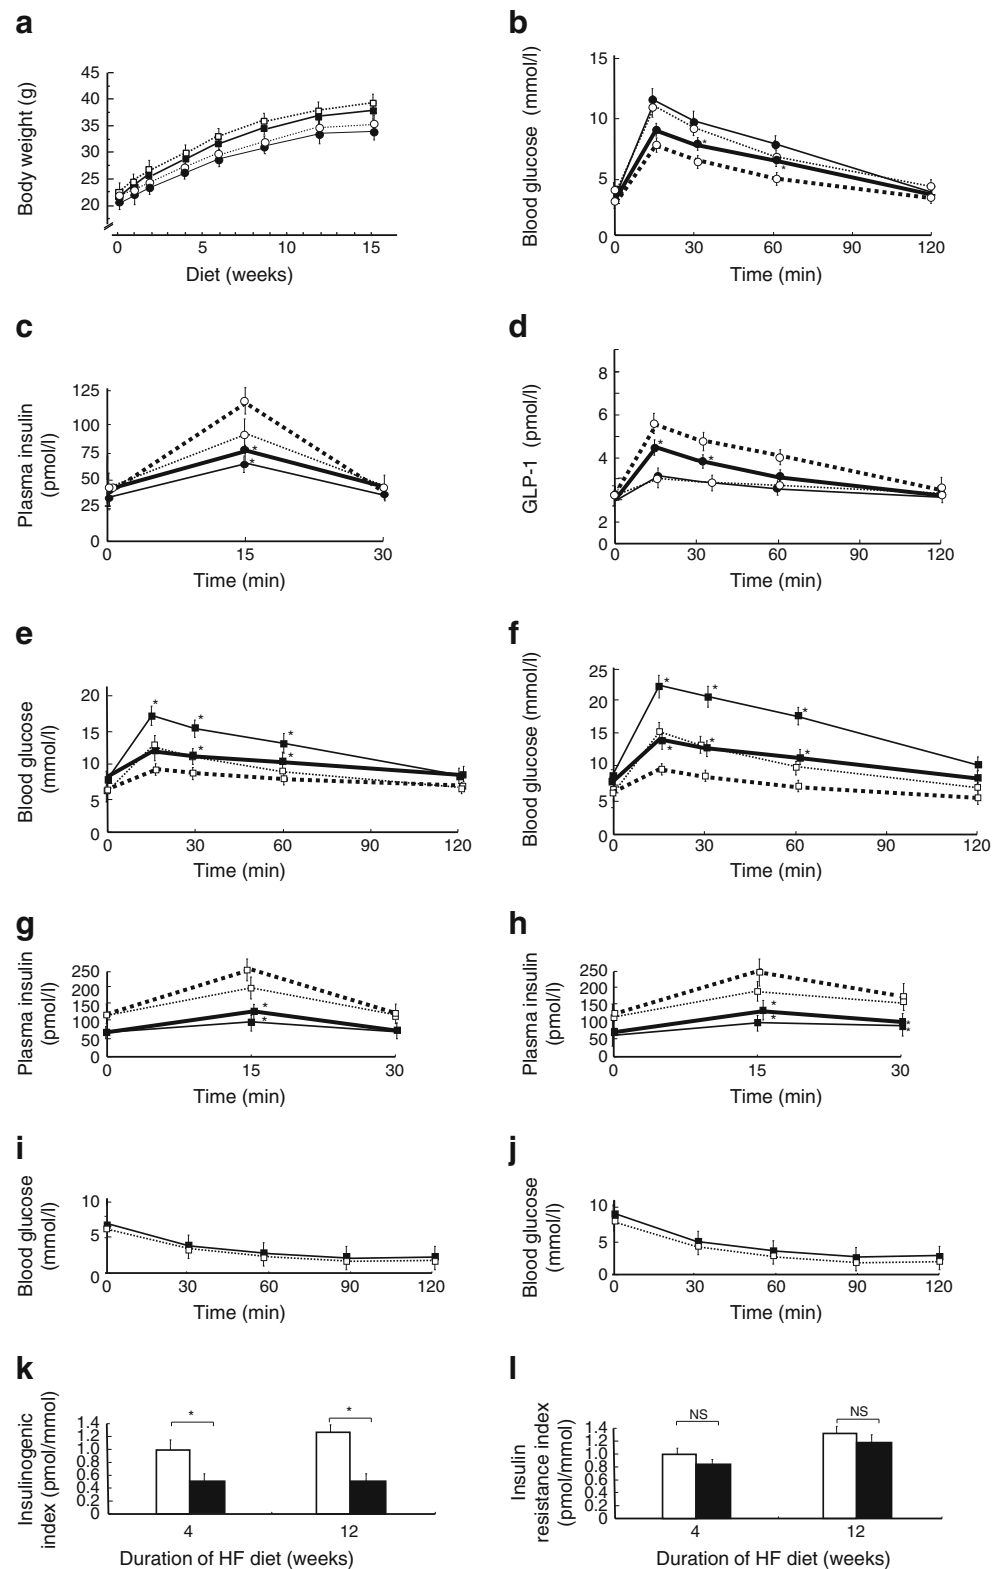 a
Body weight (g)
45
40
35
30
25
20
0 5 10 15
Diet (weeks)
b
Blood glucose (mmol/l)
15
10
5
0
0 30 60 90 120
*
*
Time (min)
c
Plasma insulin
(pmol/l)
125
100
75
50
25
0
0 15 30
*
*
Time (min)
d
GLP-1 (pmol/l)
8
6
4
2
0
0 30 60 90 120
*
*
Time (min)
e
Blood glucose
(mmol/l)
20
15
10
5
0
0 30 60 90 120
* * *
* *
Time (min)
f
Blood glucose (mmol/l)
25
20
15
10
5
0
0 30 60 90 120
* * *
* * *
Time (min)
g
Plasma insulin
(pmol/l)
250
200
150
100
50
0
0 15 30
*
*
Time (min)
h
Plasma insulin
(pmol/l)
250
200
150
100
50
0
0 15 30
* *
* *
Time (min)
i
Blood glucose
(mmol/l)
10
5
0
0 30 60 90 120
Time (min)
j
Blood glucose
(mmol/l)
10
5
0
0 30 60 90 120
Time (min)
k
Insulinogenic
index (pmol/mmol)
1.4
1.2
1.0
0.8
0.6
0.4
0.2
0
* *
4 12
Duration of HF diet (weeks)
l
Insulin
resistance index
(pmol/mmol)
1.4
1.2
1.0
0.8
0.6
0.4
0.2
0
NS NS
4 12
Duration of HF diet (weeks)